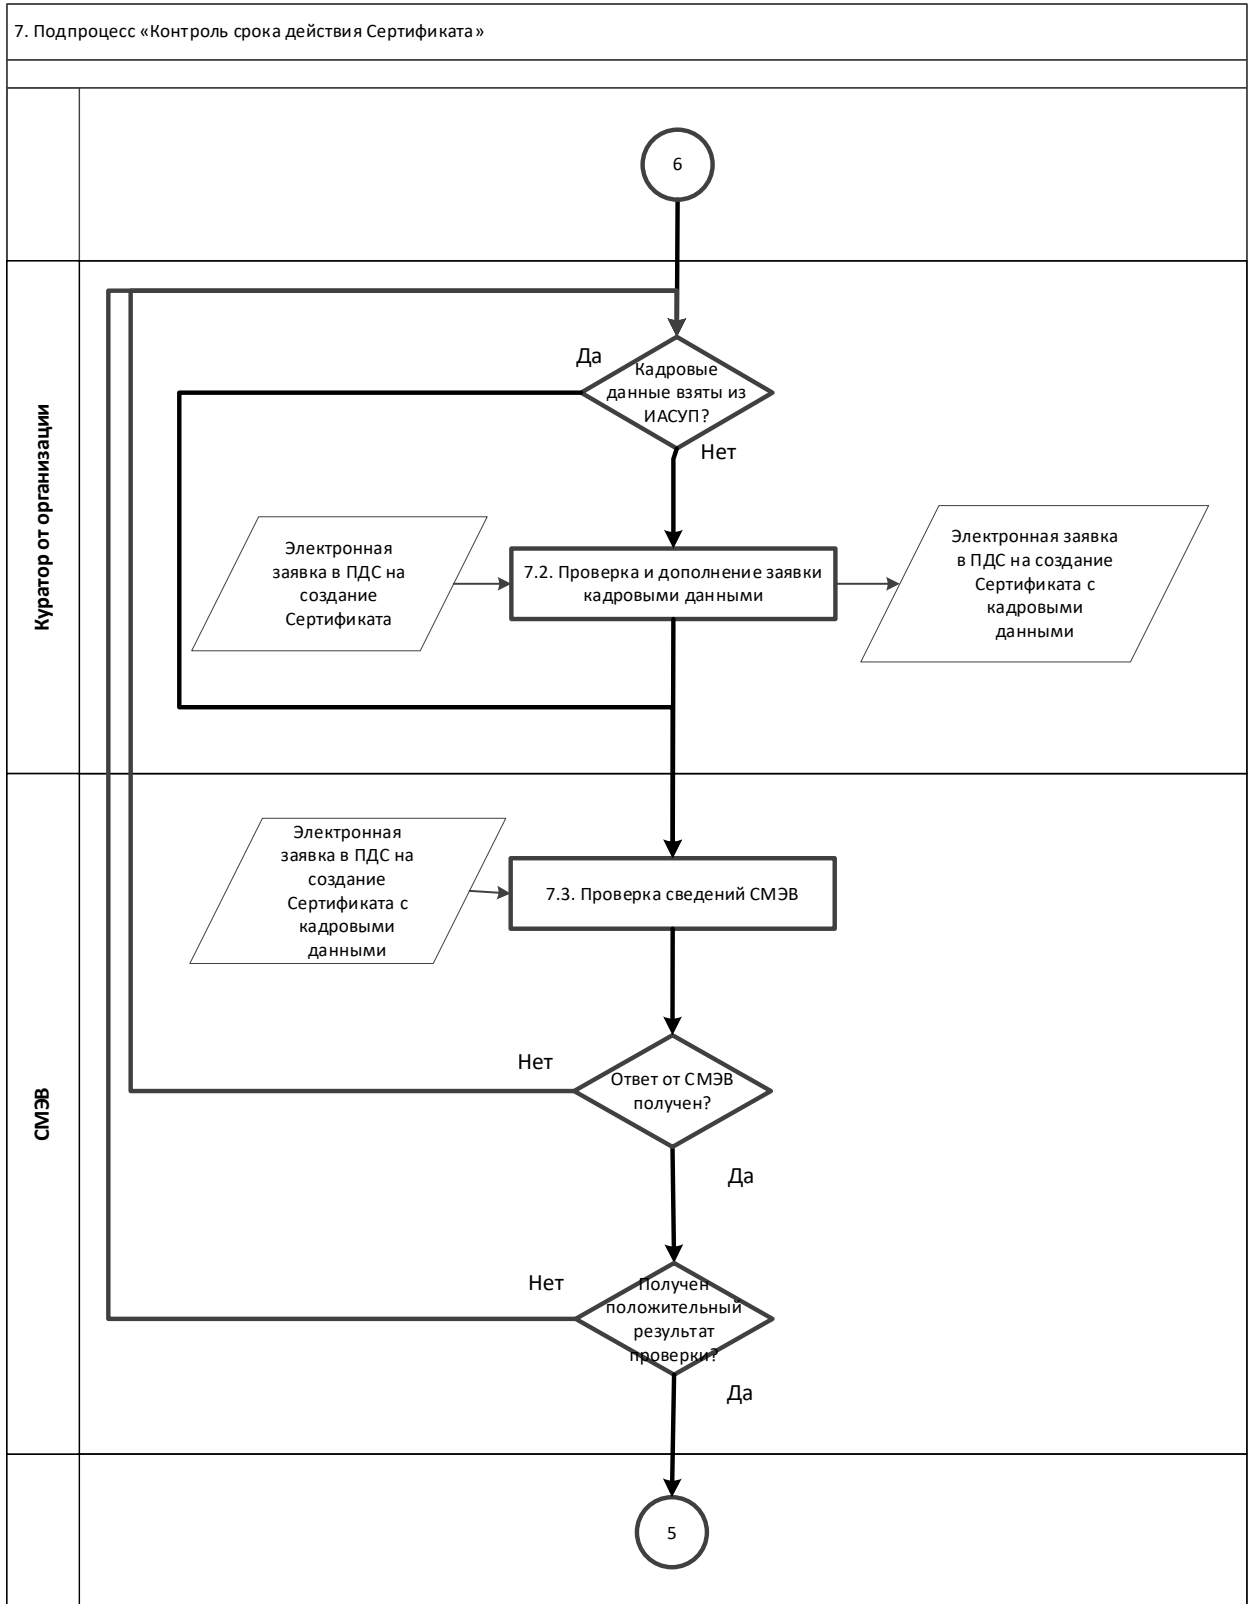 7. Подпроцесс «Контроль срока действия Сертификата»
6
Куратор от организации
Да
Кадровые
данные взяты из
ИАСУП?
Нет
Электронная
заявка в ПДС на
создание
Сертификата
7.2. Проверка и дополнение заявки
кадровыми данными
Электронная заявка
в ПДС на создание
Сертификата с
кадровыми
данными
СМЭВ
Электронная
заявка в ПДС на
создание
Сертификата с
кадровыми
данными
7.3. Проверка сведений СМЭВ
Нет
Ответ от СМЭВ
получен?
Да
Нет
Получен
положительный
результат
проверки?
Да
5